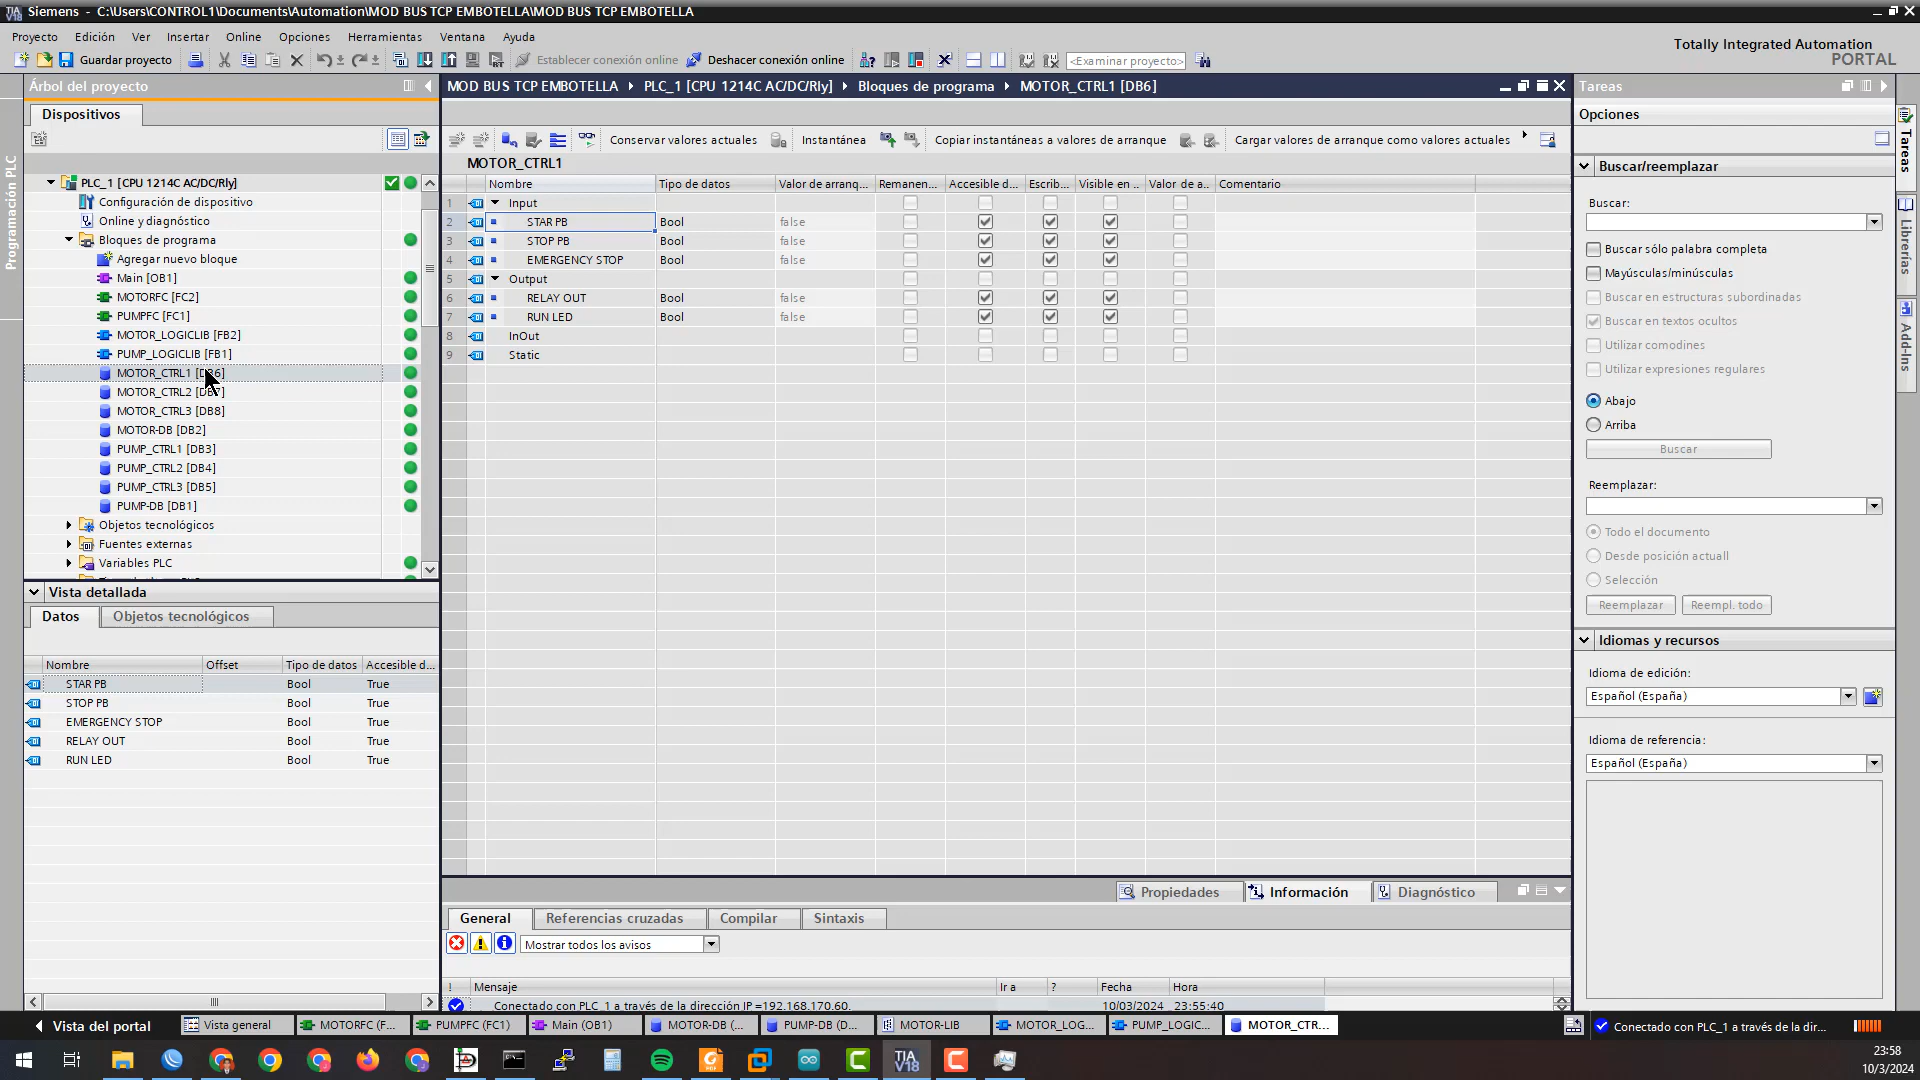 Siemens - C:\Users\CONTROL1\Documents\Automation\MOD BUS TCP EMBOTELLA\MOD BUS TCP EMBOTELLA
Proyecto Edición Ver Insertar Online Opciones Herramientas Ventana Ayuda
Totally Integrated Automation
PORTAL
Guardar proyecto Establecer conexión online Deshacer conexión online <Examinar proyecto>
Árbol del proyecto
MOD BUS TCP EMBOTELLA PLC_1 [CPU 1214C AC/DC/Rly] Bloques de programa MOTOR_CTRL1 [DB6]
Tareas
Dispositivos
Opciones
Conservar valores actuales Instantánea Copiar instantáneas a valores de arranque Cargar valores de arranque como valores actuales
MOTOR_CTRL1
Nombre Tipo de datos Valor de arranq... Remanen... Accesible d... Escrib... Visible en .. Valor de a.. Comentario
1 Input
2 STAR PB Bool false
3 STOP PB Bool false
4 EMERGENCY STOP Bool false
5 Output
6 RELAY OUT Bool false
7 RUN LED Bool false
8 InOut
9 Static
Programación PLC
PLC_1 [CPU 1214C AC/DC/Rly]
Configuración de dispositivo
Online y diagnóstico
Bloques de programa
Agregar nuevo bloque
Main [OB1]
MOTORFC [FC2]
PUMPFC [FC1]
MOTOR_LOGICLIB [FB2]
PUMP_LOGICLIB [FB1]
MOTOR_CTRL1 [DB6]
MOTOR_CTRL2 [DB7]
MOTOR_CTRL3 [DB8]
MOTOR-DB [DB2]
PUMP_CTRL1 [DB3]
PUMP_CTRL2 [DB4]
PUMP_CTRL3 [DB5]
PUMP-DB [DB1]
Objetos tecnológicos
Fuentes externas
Variables PLC
Vista detallada
Datos Objetos tecnológicos
Nombre Offset Tipo de datos Accesible d...
STAR PB Bool True
STOP PB Bool True
EMERGENCY STOP Bool True
RELAY OUT Bool True
RUN LED Bool True
Buscar/reemplazar
Buscar:
Buscar sólo palabra completa
Mayúsculas/minúsculas
Buscar en estructuras subordinadas
Buscar en textos ocultos
Utilizar comodines
Utilizar expresiones regulares
Abajo
Arriba
Buscar
Reemplazar:
Todo el documento
Desde posición actuall
Selección
Reemplazar Reempl. todo
Idiomas y recursos
Idioma de edición:
Español (España)
Idioma de referencia:
Español (España)
Tareas
Librerías
Add-Ins
Propiedades Información Diagnóstico
General Referencias cruzadas Compilar Sintaxis
Mostrar todos los avisos
! Mensaje Ir a ? Fecha Hora
Conectado con PLC_1 a través de la dirección IP =192.168.170.60. 10/03/2024 23:55:40
Vista del portal Vista general MOTORFC (F... PUMPFC (FC1) Main (OB1) MOTOR-DB (... PUMP-DB (D... MOTOR-LIB MOTOR_LOG... PUMP_LOGIC... MOTOR_CTR... Conectado con PLC_1 a través de la dir...
TIA
V18
23:58
10/3/2024